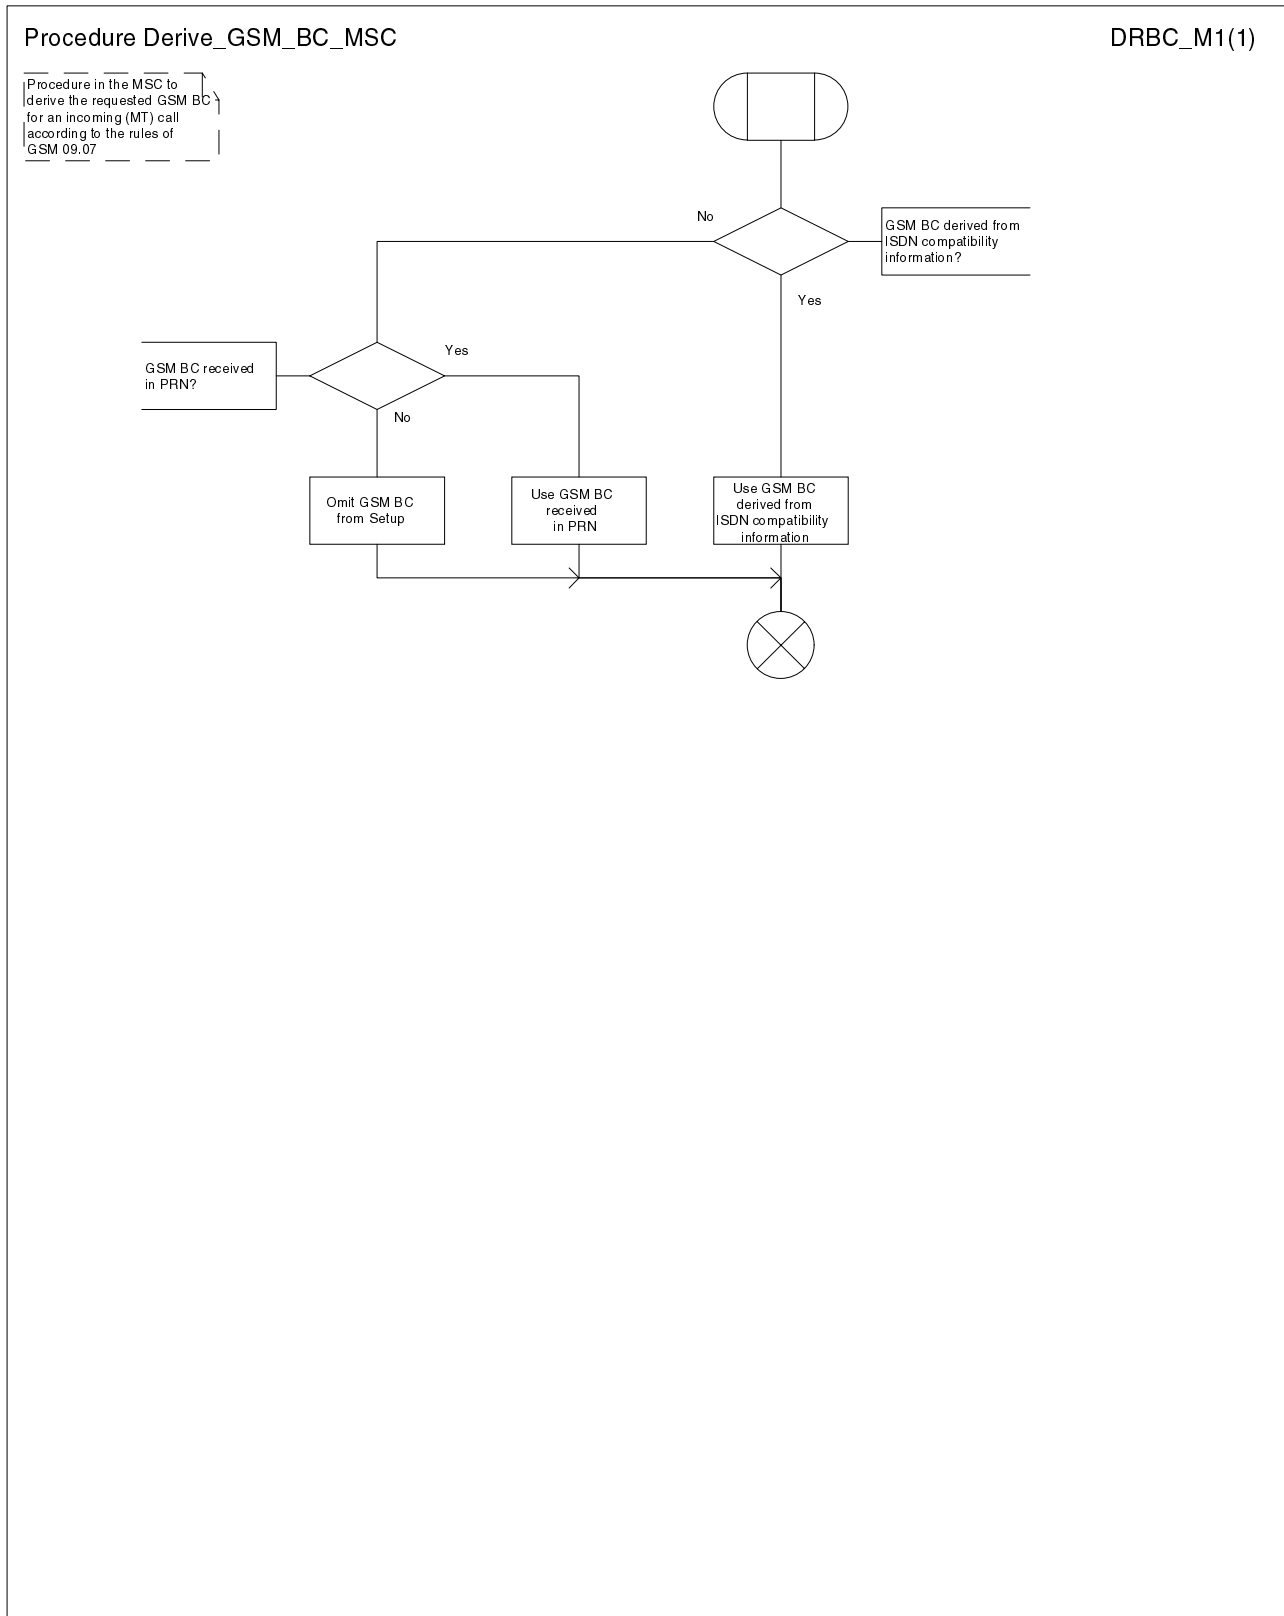 Procedure Derive_GSM_BC_MSC
DRBC_M1(1)
Procedure in the MSC to
derive the requested GSM BC
for an incoming (MT) call
according to the rules of
GSM 09.07
No
GSM BC derived from
ISDN compatibility
information?
Yes
GSM BC received
in PRN?
Yes
No
Omit GSM BC
from Setup
Use GSM BC
received
in PRN
Use GSM BC
derived from
ISDN compatibility
information